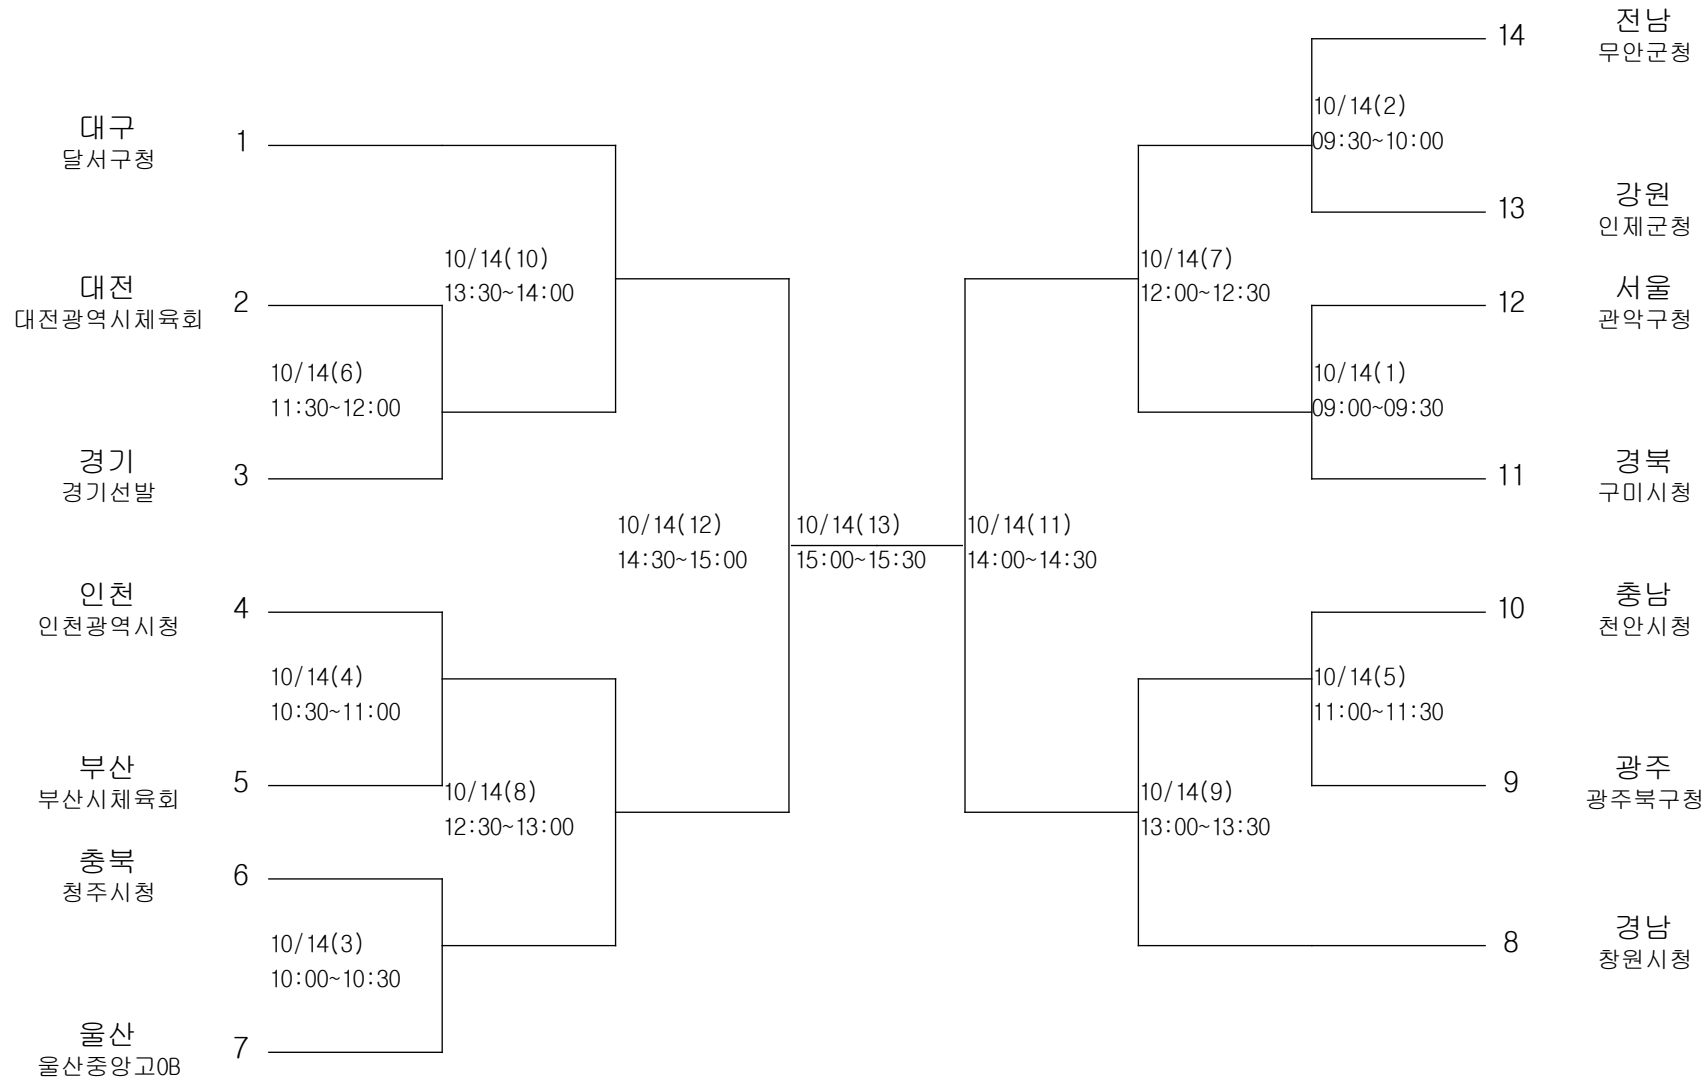 전남
14
무안군청
10/14(2)
09:30~10:00
대구
1
달서구청
강원
13
인제군청
10/14(10)
13:30~14:00
10/14(7)
12:00~12:30
대전
2
대전광역시체육회
서울
12
관악구청
10/14(6)
11:30~12:00
10/14(1)
09:00~09:30
경기
3
경기선발
경북
11
구미시청
10/14(12)
14:30~15:00
10/14(13)
15:00~15:30
10/14(11)
14:00~14:30
인천
4
인천광역시청
충남
10
천안시청
10/14(4)
10:30~11:00
10/14(5)
11:00~11:30
부산
5
부산시체육회
10/14(8)
12:30~13:00
10/14(9)
13:00~13:30
광주
9
광주북구청
충북
6
청주시청
10/14(3)
10:00~10:30
경남
8
창원시청
울산
7
울산중앙고OB